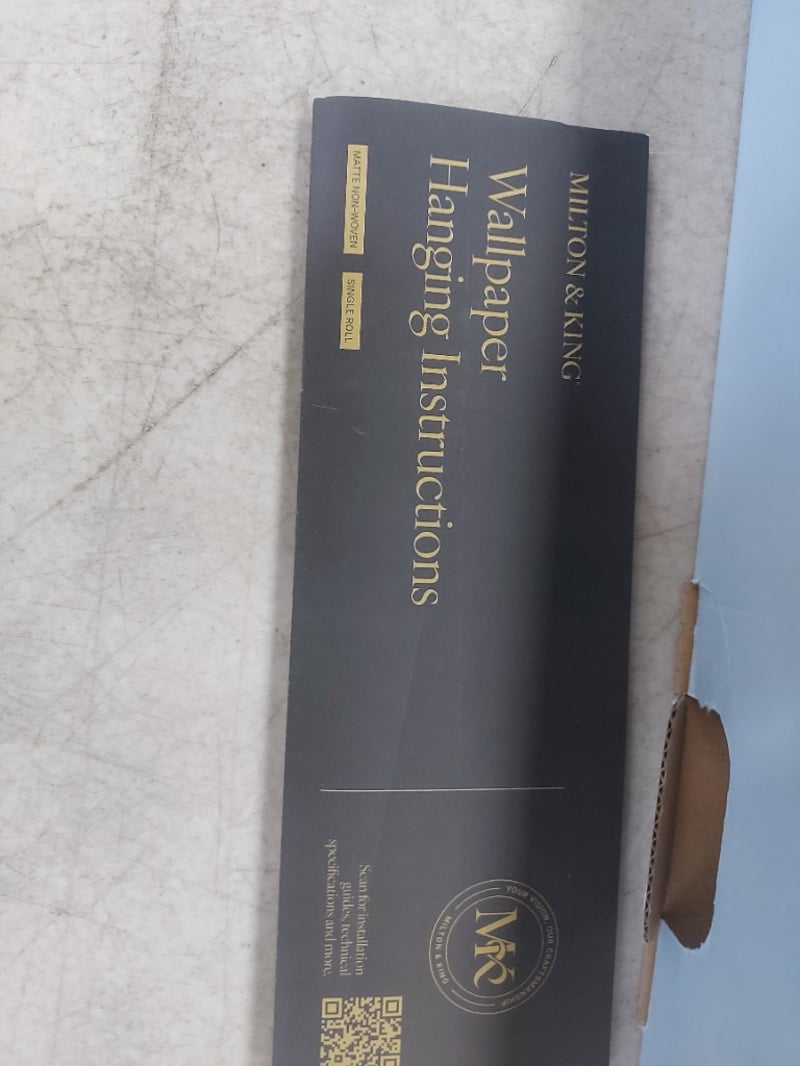 MILTON & KING
Wallpaper
Hanging Instructions
MATTE NON-WOVEN
SINGLE ROLL
YOUR VISION, OUR CRAFTSMANSHIP
MK
MILTON & KING
Scan for installation
guides, technical
specifications and more.